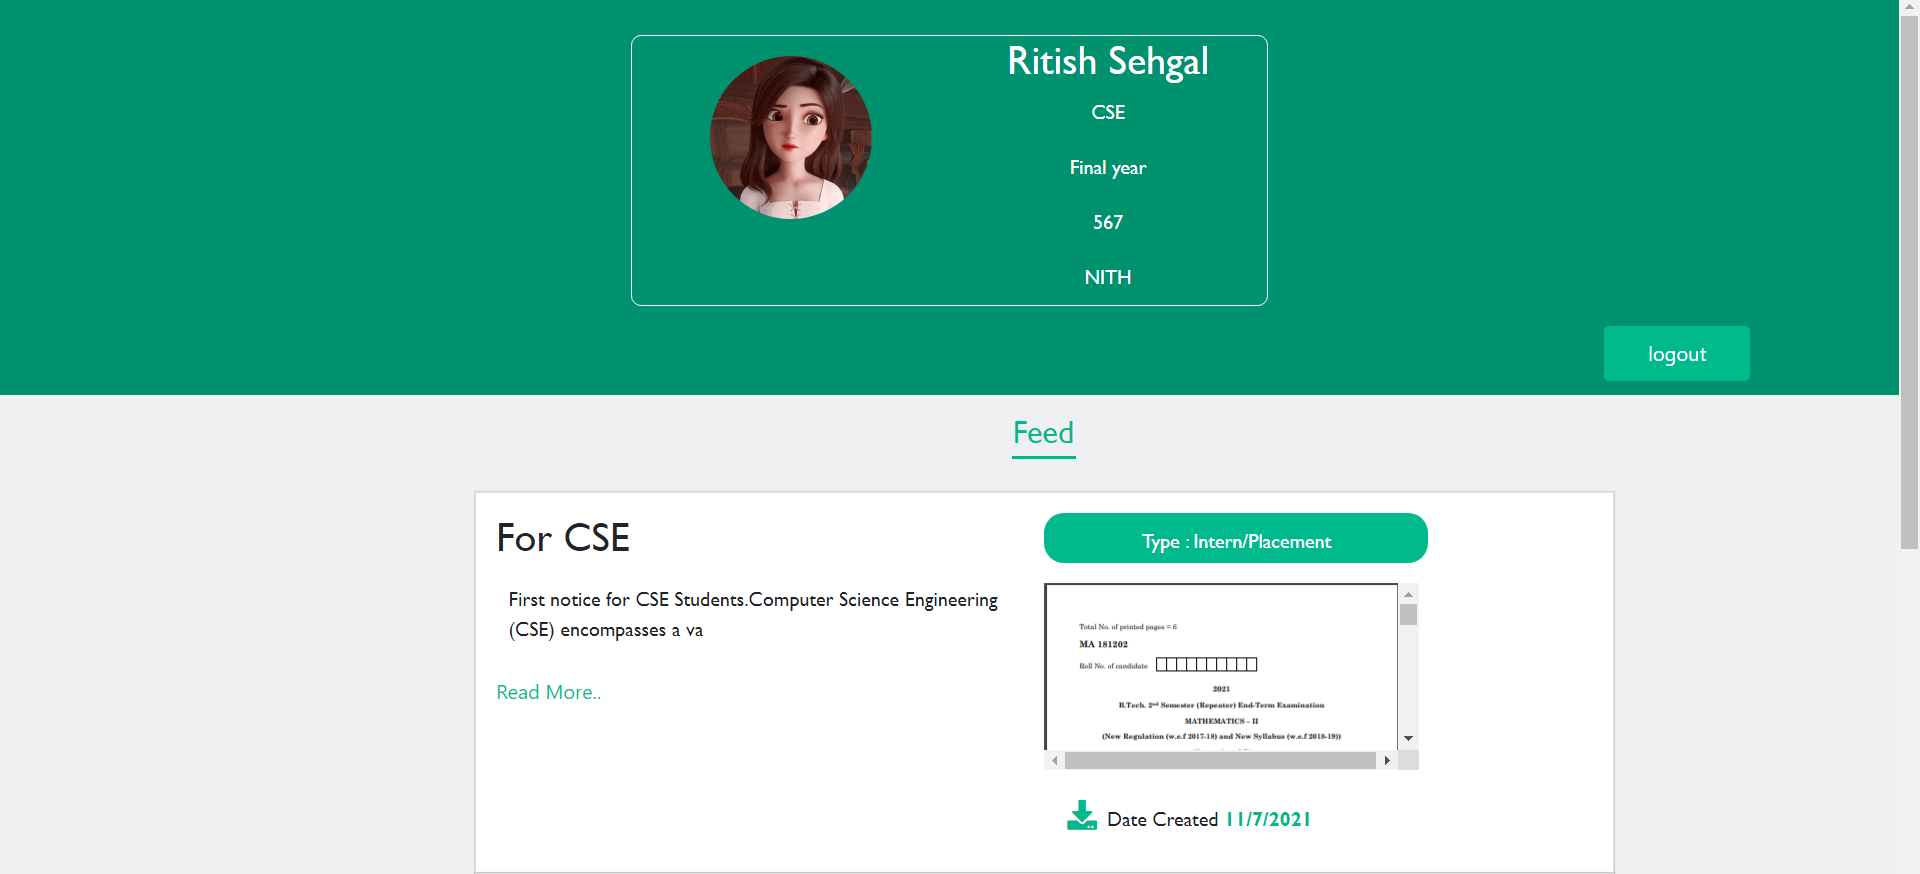 Ritish Sehgal
CSE
Final year
567
NITH
logout
Feed
For CSE
First notice for CSE Students.Computer Science Engineering
(CSE) encompasses a va
Read More..
Type : Intern/Placement
Total No. of printed pages = 6
MA 181202
Roll No. of candidate
2021
B.Tech. 2nd Semester (Repeater) End-Term Examination
MATHEMATICS – II
(New Regulation (w.e.f 2017-18) and New Syllabus (w.e.f 2018-19))
Date Created 11/7/2021